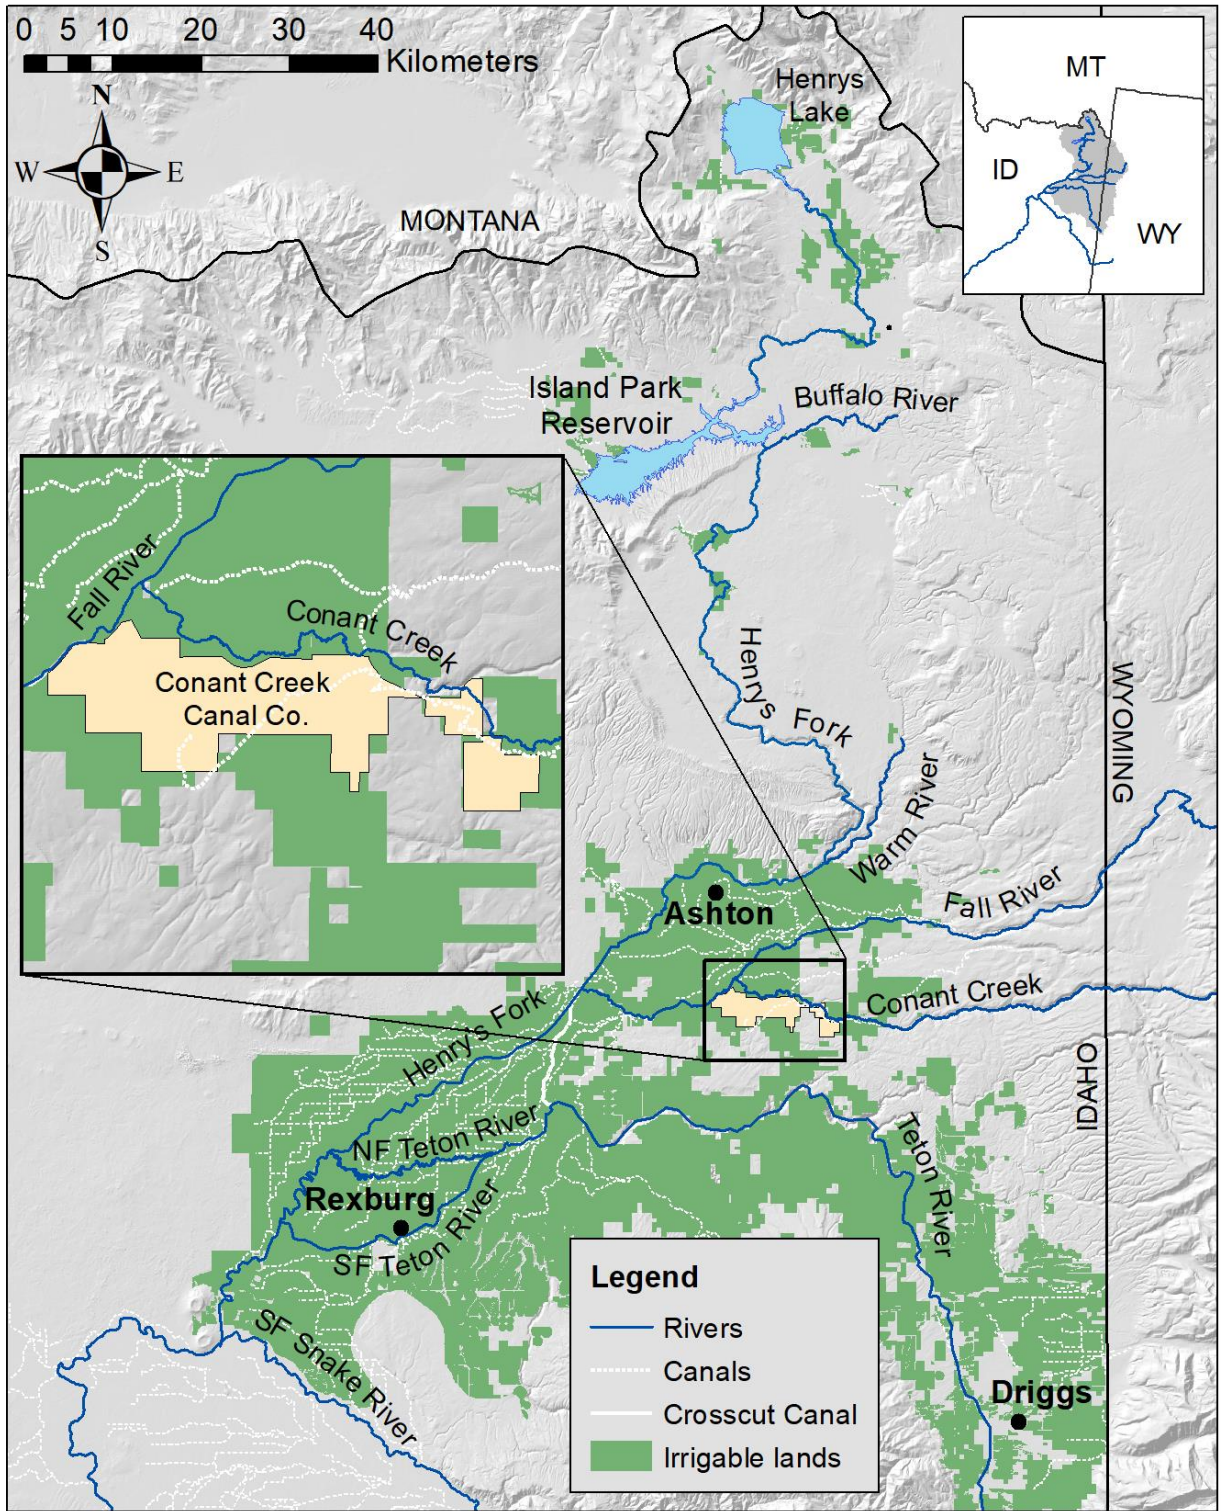 0 5 10 20 30 40
Kilometers
N
W E
S
MONTANA
Henrys
Lake
MT
ID
WY
Island Park
Reservoir
Buffalo River
Fall River
Conant Creek
Conant Creek
Canal Co.
Henrys Fork
WYOMING
Warm River
Ashton
Fall River
Conant Creek
Henry's Fork
IDAHO
NF Teton River
Teton River
Rexburg
SF Teton River
SF Snake River
Driggs
Legend
Rivers
Canals
Crosscut Canal
Irrigable lands